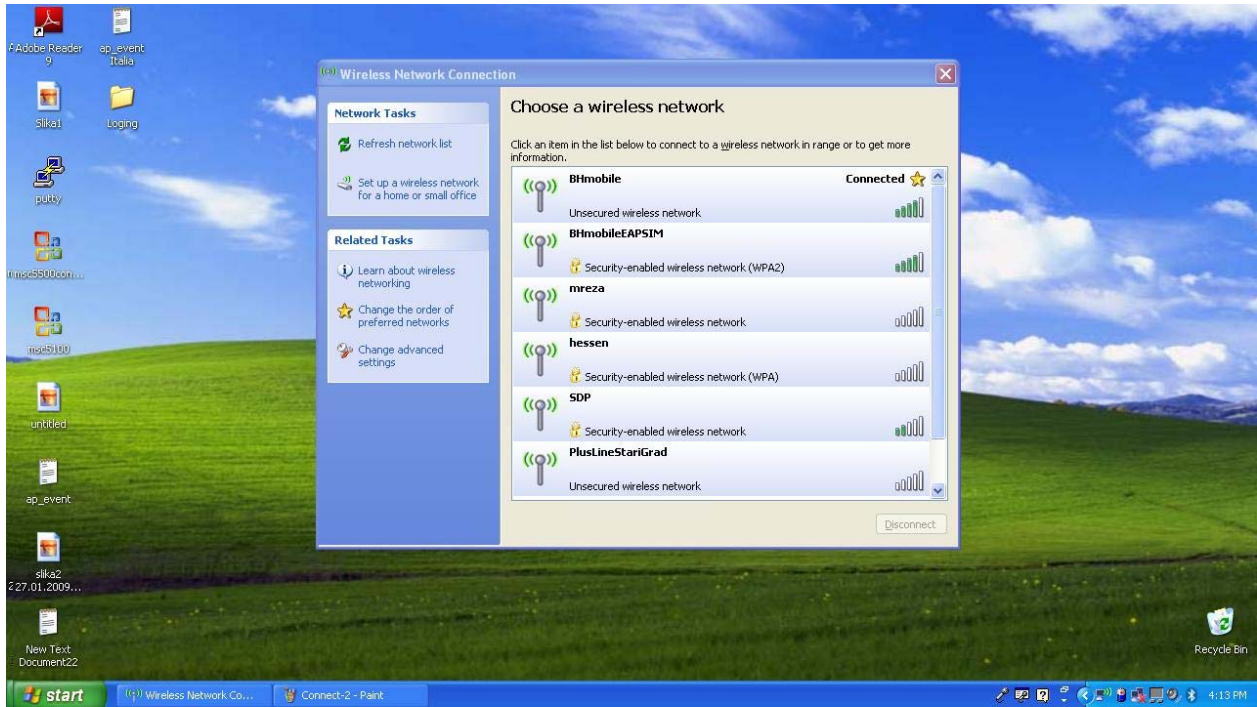 Adobe Reader
9
ap_event
Italia
Slika1
Loging
putty
untitled
ap_event
slika2
27.01.2009...
New Text
Document22
Wireless Network Connection
Network Tasks
Refresh network list
Set up a wireless network
for a home or small office
Related Tasks
Learn about wireless
networking
Change the order of
preferred networks
Change advanced
settings
Choose a wireless network
Click an item in the list below to connect to a wireless network in range or to get more
information.
BHmobile Connected
Unsecured wireless network
BHmobileEAPSIM
Security-enabled wireless network (WPA2)
mreza
Security-enabled wireless network
hessen
Security-enabled wireless network (WPA)
SDP
Security-enabled wireless network
PlusLineStariGrad
Unsecured wireless network
Disconnect
Recycle Bin
start
Wireless Network Co...
Connect-2 - Paint
4:13 PM